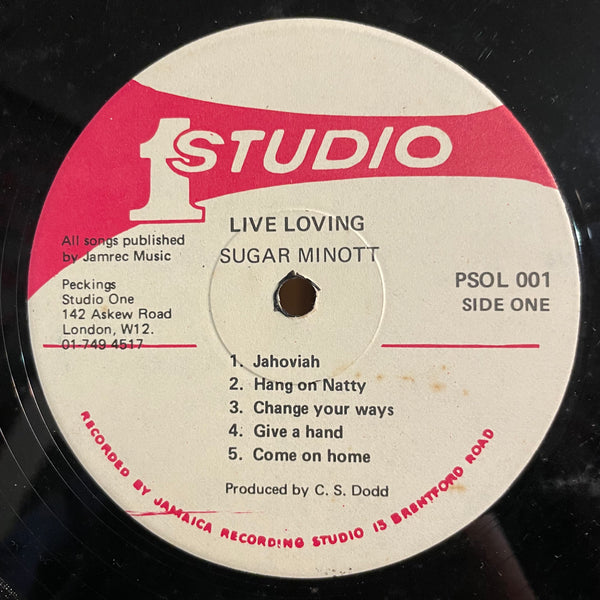 1 STUDIO
LIVE LOVING
SUGAR MINOTT
All songs published
by Jamrec Music
Peckings
Studio One
142 Askew Road
London, W12.
01-749 4517
PSOL 001
SIDE ONE
1. Jahoviah
2. Hang on Natty
3. Change your ways
4. Give a hand
5. Come on home
Produced by C. S. Dodd
RECORDED BY JAMAICA RECORDING STUDIO 13 BRENTFORD ROAD